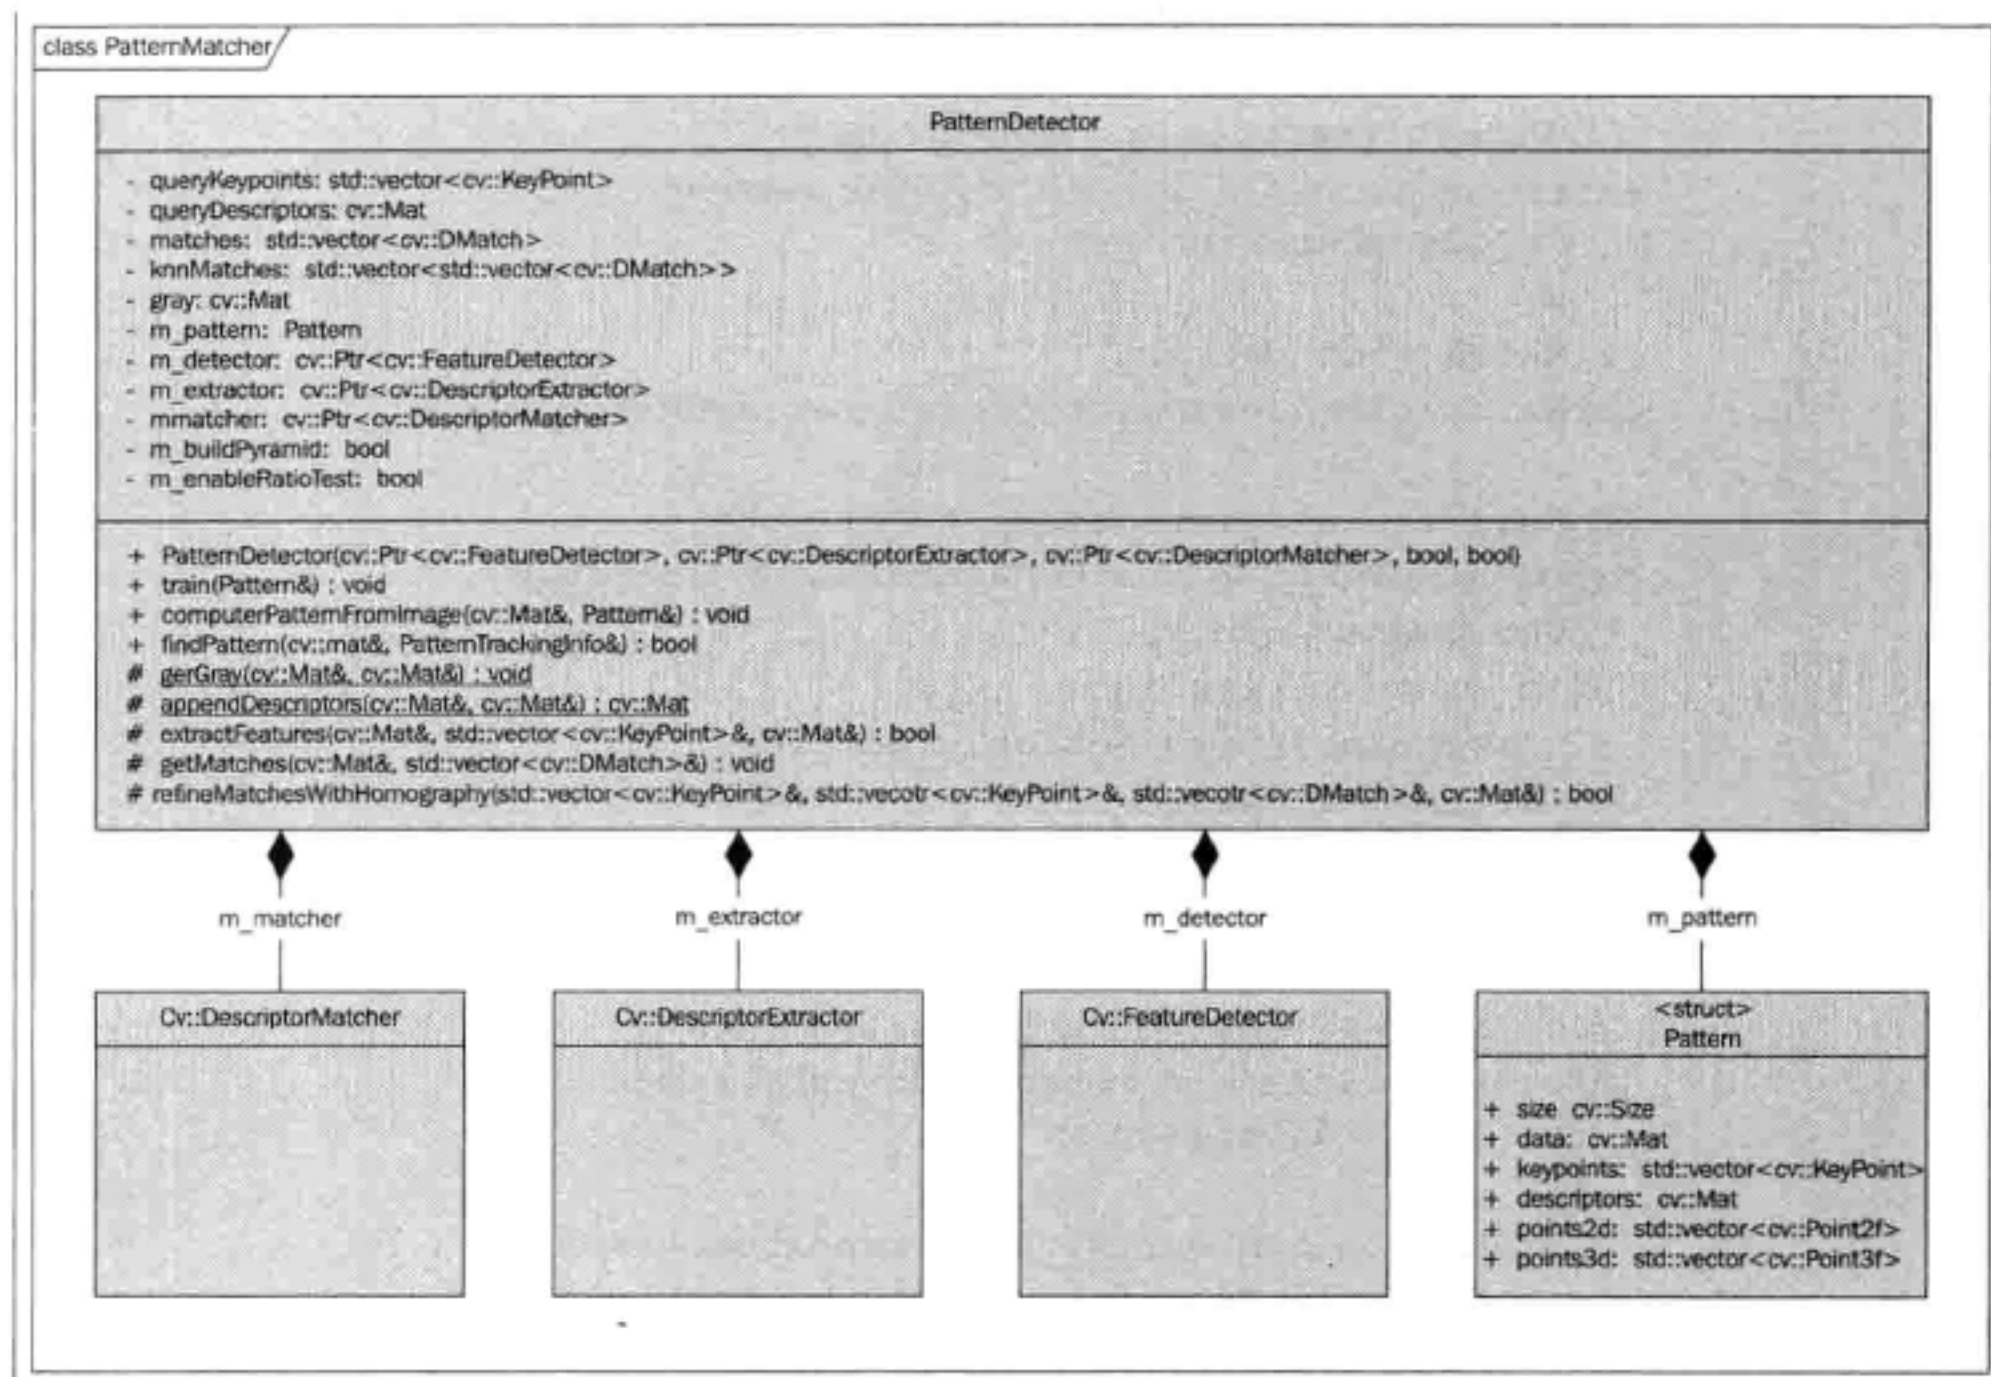 class PatternMatcher
PatternDetector
- queryKeypoints: std::vector<cv::KeyPoint>
- queryDescriptors: cv::Mat
- matches: std::vector<cv::DMatch>
- knnMatches: std::vector<std::vector<cv::DMatch>>
- gray: cv::Mat
- m_pattern: Pattern
- m_detector: cv::Ptr<cv::FeatureDetector>
- m_extractor: cv::Ptr<cv::DescriptorExtractor>
- mmatcher: cv::Ptr<cv::DescriptorMatcher>
- m_buildPyramid: bool
- m_enableRatioTest: bool
+ PatternDetector(cv::Ptr<cv::FeatureDetector>, cv::Ptr<cv::DescriptorExtractor>, cv::Ptr<cv::DescriptorMatcher>, bool, bool)
+ train(Pattern&) : void
+ computerPatternFromImage(cv::Mat&, Pattern&) : void
+ findPattern(cv::mat&, PatternTrackingInfo&) : bool
# gerGray(cv::Mat&, cv::Mat&) : void
# appendDescriptors(cv::Mat&, cv::Mat&) : cv::Mat
# extractFeatures(cv::Mat&, std::vector<cv::KeyPoint>&, cv::Mat&) : bool
# getMatches(cv::Mat&, std::vector<cv::DMatch>&) : void
# refineMatchesWithHomography(std::vector<cv::KeyPoint>&, std::vecotr<cv::KeyPoint>&, std::vecotr<cv::DMatch>&, cv::Mat&) : bool
m_matcher m_extractor m_detector m_pattern
Cv::DescriptorMatcher Cv::DescriptorExtractor Cv::FeatureDetector <struct>
Pattern
+ size cv::Size
+ data: cv::Mat
+ keypoints: std::vector<cv::KeyPoint>
+ descriptors: cv::Mat
+ points2d: std::vector<cv::Point2f>
+ points3d: std::vector<cv::Point3f>